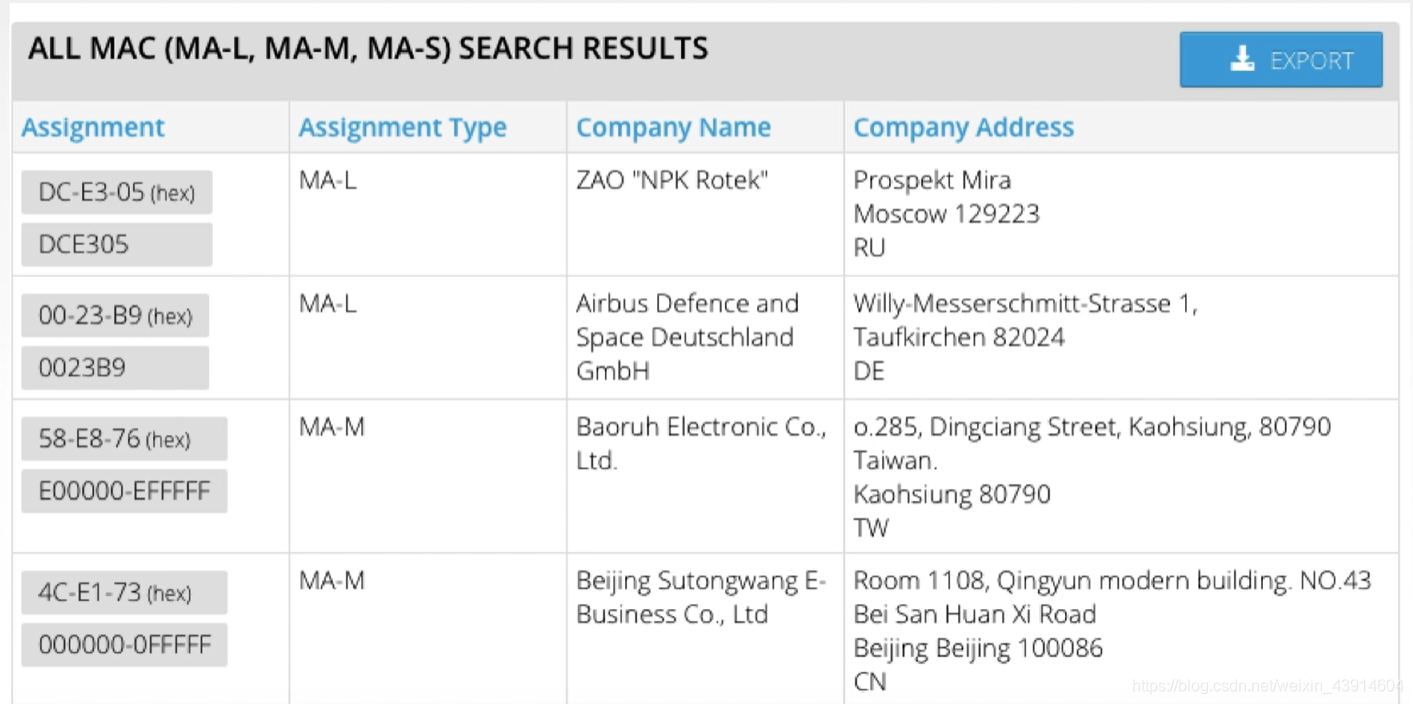 ALL MAC (MA-L, MA-M, MA-S) SEARCH RESULTS
EXPORT
Assignment
Assignment Type
Company Name
Company Address
DC-E3-05 (hex)
DCE305
MA-L
ZAO "NPK Rotek"
Prospekt Mira
Moscow 129223
RU
00-23-B9 (hex)
0023B9
MA-L
Airbus Defence and
Space Deutschland
GmbH
Willy-Messerschmitt-Strasse 1,
Taufkirchen 82024
DE
58-E8-76 (hex)
E00000-EFFFFF
MA-M
Baoruh Electronic Co.,
Ltd.
o.285, Dingciang Street, Kaohsiung, 80790
Taiwan.
Kaohsiung 80790
TW
4C-E1-73 (hex)
000000-0FFFFF
MA-M
Beijing Sutongwang E-
Business Co., Ltd
Room 1108, Qingyun modern building. NO.43
Bei San Huan Xi Road
Beijing Beijing 100086
CN
https://blog.csdn.net/weixin_43914604